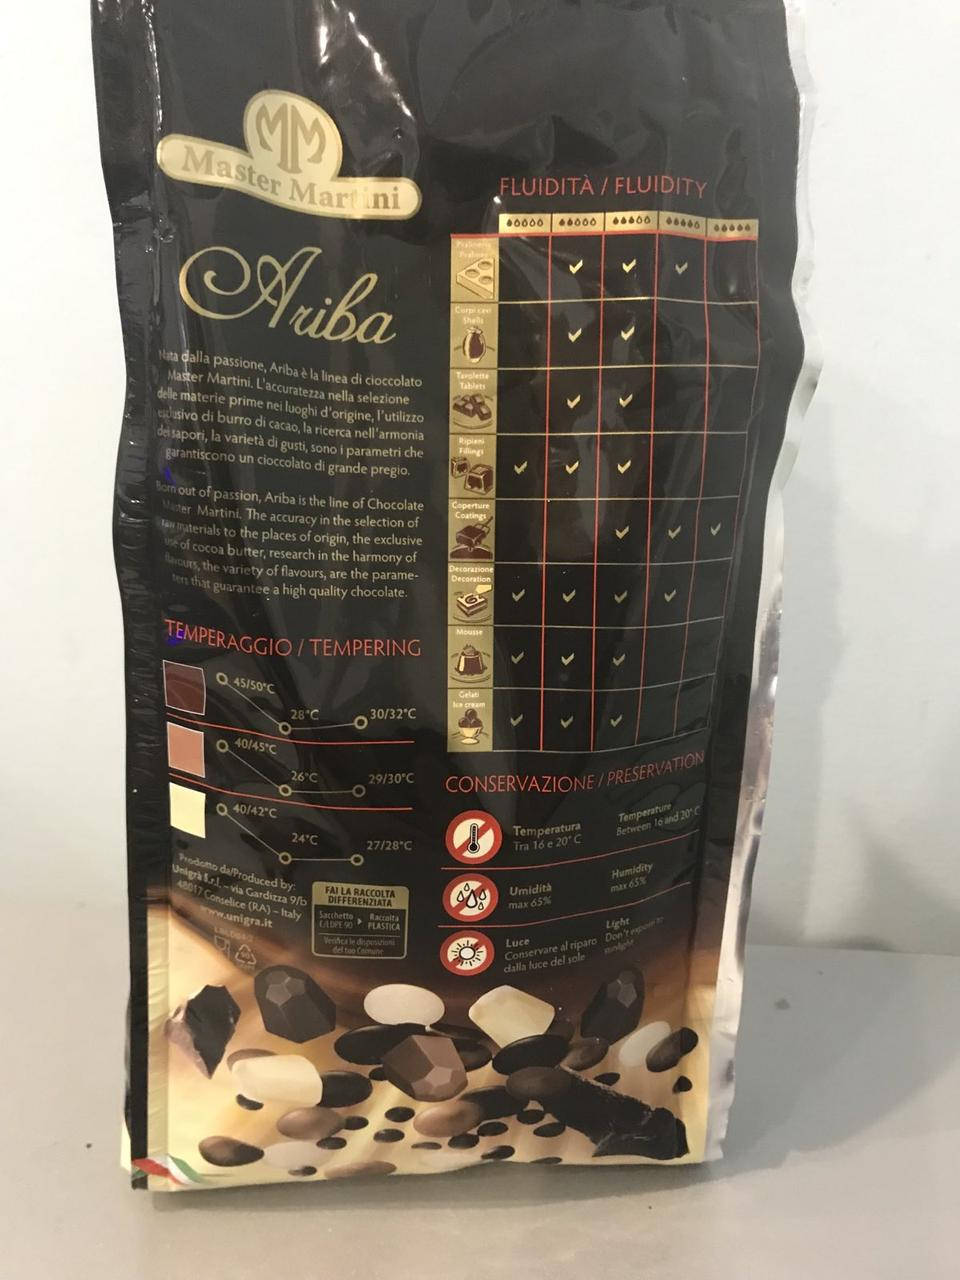 MM
Master Martini
Ariba
Nata dalla passione, Ariba è la linea di cioccolato
Master Martini. L'accuratezza nella selezione
delle materie prime nei luoghi d'origine, l'utilizzo
esclusivo di burro di cacao, la ricerca nell'armonia
dei sapori, la varietà di gusti, sono i parametri che
garantiscono un cioccolato di grande pregio.
Born out of passion, Ariba is the line of Chocolate
Master Martini. The accuracy in the selection of
raw materials to the places of origin, the exclusive
use of cocoa butter, research in the harmony of
flavours, the variety of flavours, are the parame-
ters that guarantee a high quality chocolate.
TEMPERAGGIO / TEMPERING
45/50°C
28°C
30/32°C
40/45°C
26°C
29/30°C
40/42°C
24°C
27/28°C
Prodotto da/Produced by:
Unigrà S.r.l. - via Gardizza 9/b
48017 Conselice (RA) - Italy
www.unigra.it
FAI LA RACCOLTA
DIFFERENZIATA
Sacchetto
C/LDPE 90
Raccolta
PLASTICA
Verifica le disposizioni
del tuo Comune
90
FLUIDITÀ / FLUIDITY
Pralineria
Pralines
Corpi cavi
Shells
Tavolette
Tablets
Ripieni
Fillings
Coperture
Coatings
Decorazione
Decoration
Mousse
Gelati
Ice cream
CONSERVAZIONE / PRESERVATION
Temperatura
Tra 16 e 20° C
Temperature
Between 16 and 20° C
Umidità
max 65%
Humidity
max 65%
Luce
Conservare al riparo
dalla luce del sole
Light
Don't expose to
sunlight